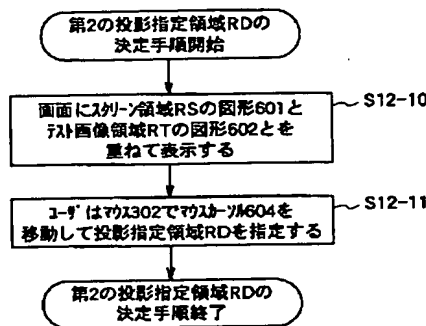 第2の投影指定領域RDの
決定手順開始
画面にスクリーン領域RSの図形601と
テスト画像領域RTの図形602とを
重ねて表示する
S12-10
ユーザはマウス302でマウスカーソル604を
移動して投影指定領域RDを指定する
S12-11
第2の投影指定領域RDの
決定手順終了